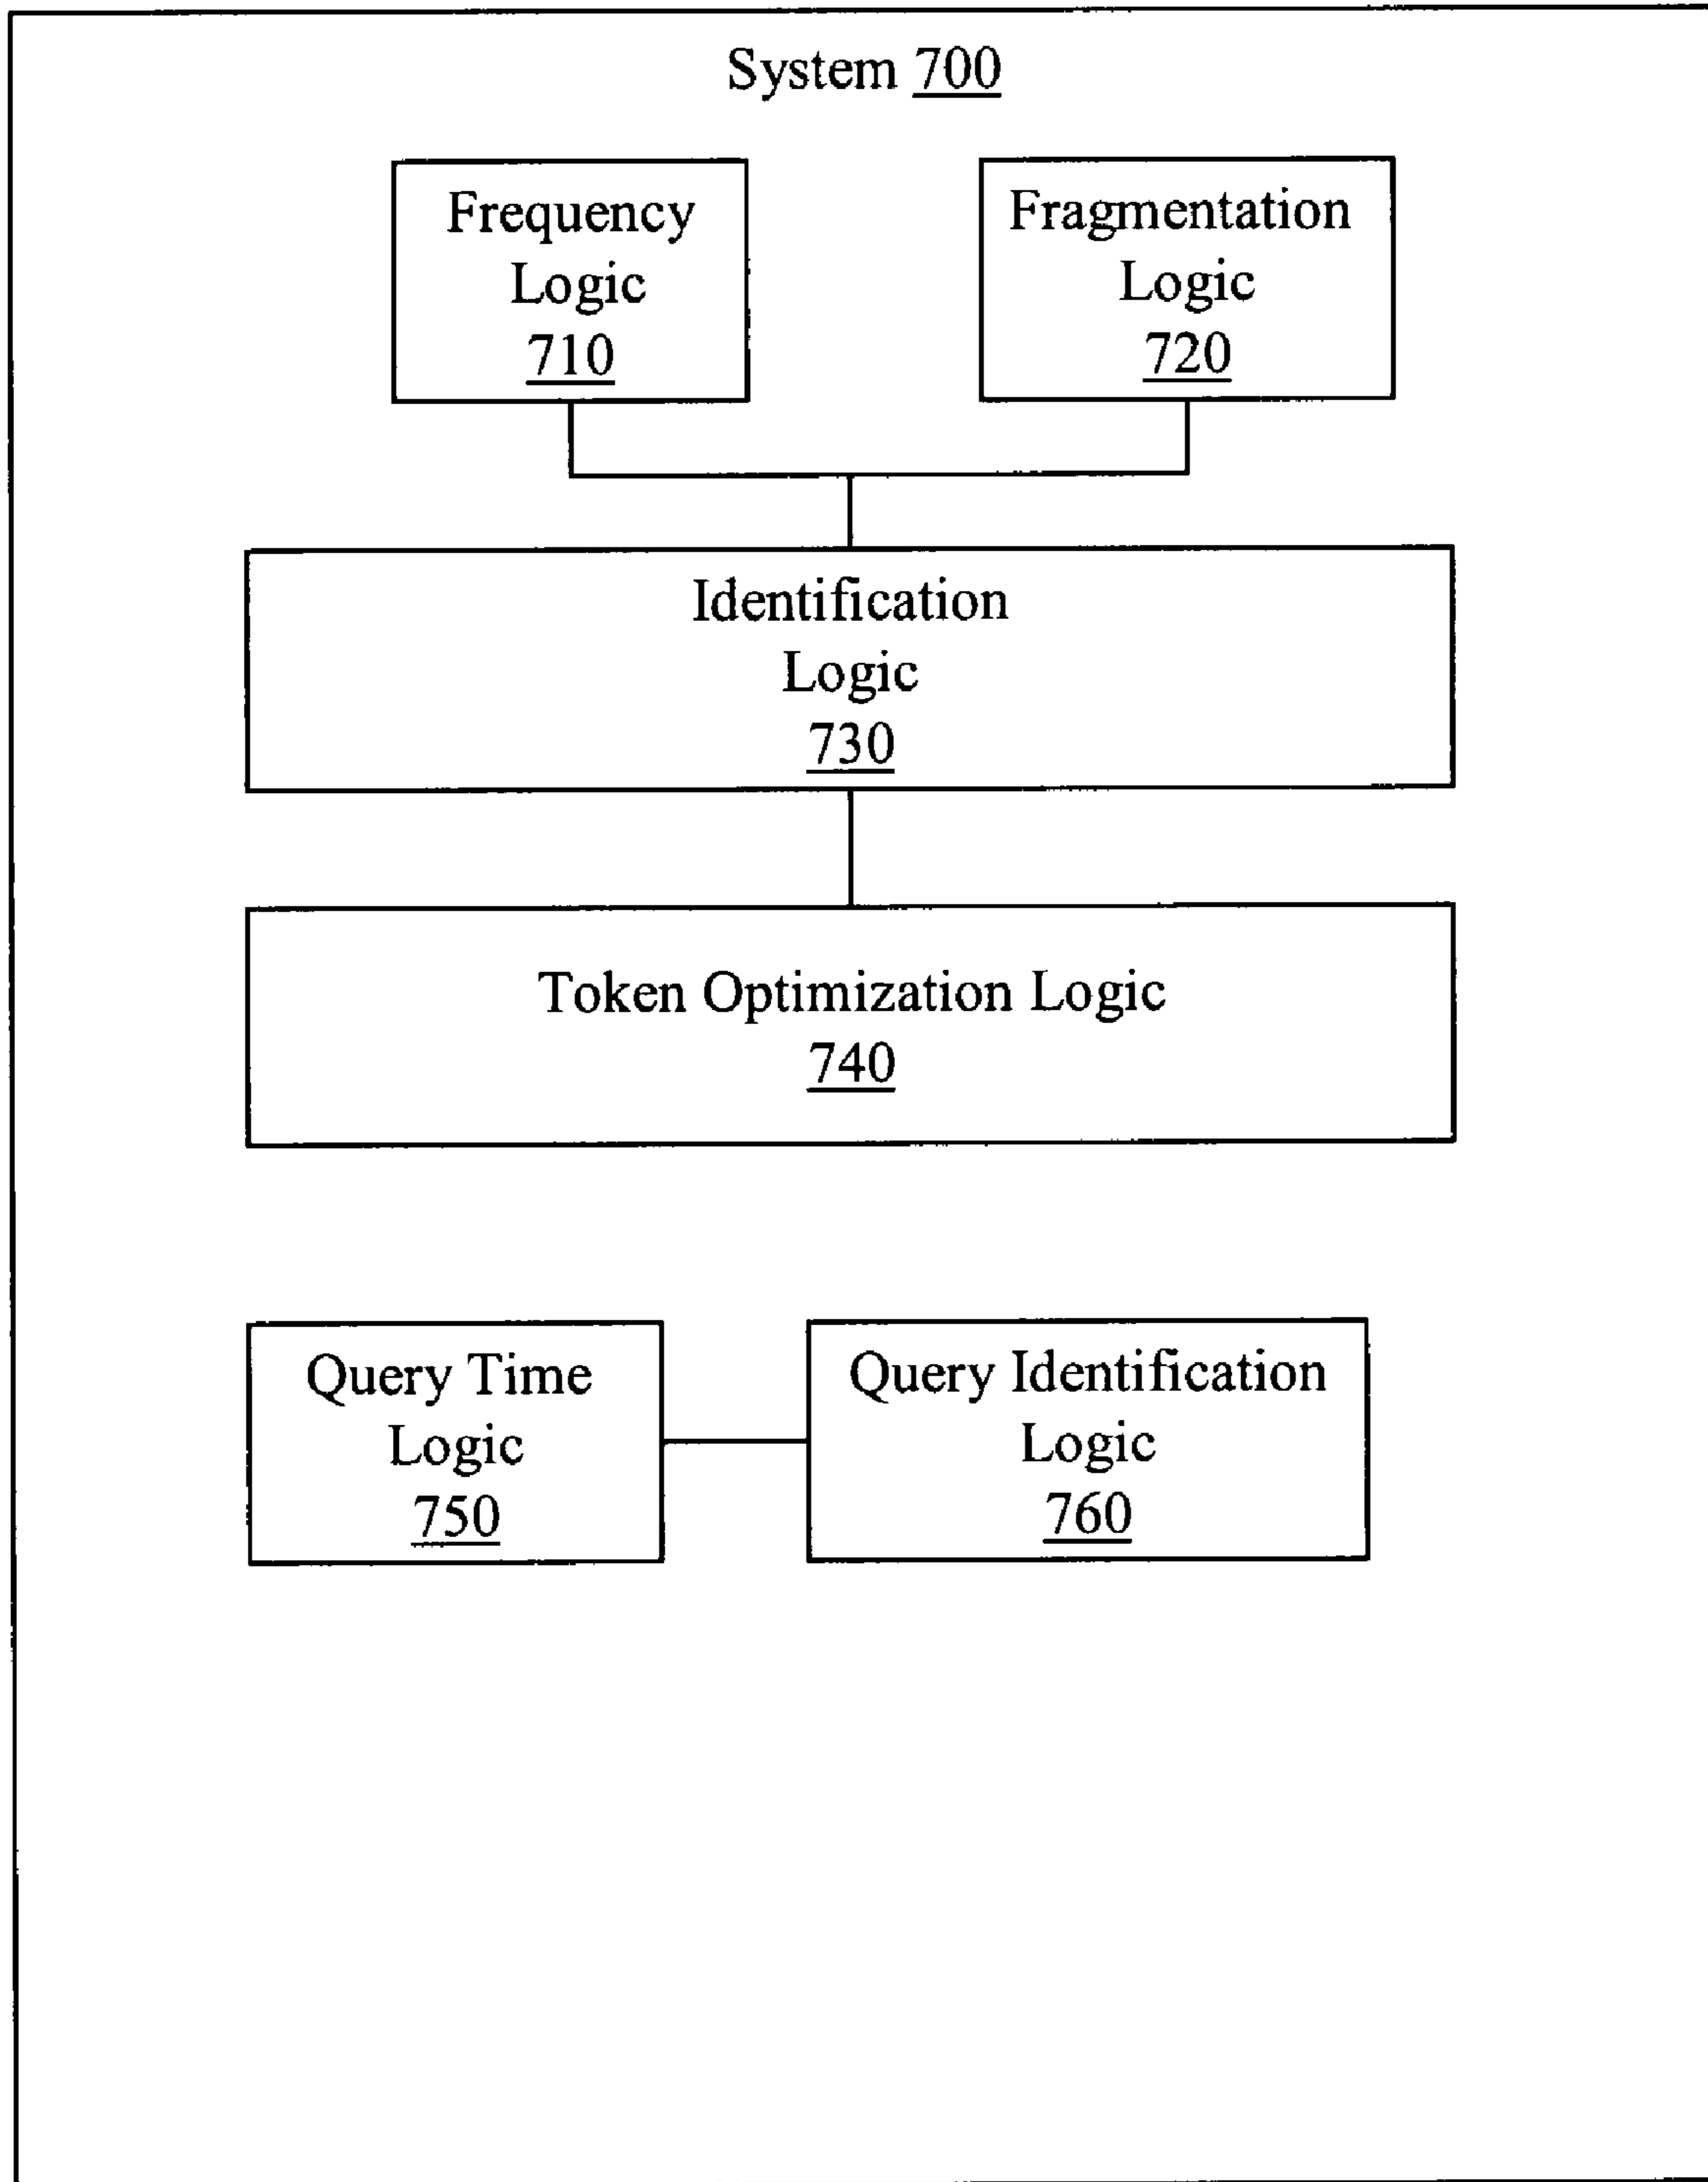 System 700
Frequency
Logic
710
Fragmentation
Logic
720
Identification
Logic
730
Token Optimization Logic
740
Query Time
Logic
750
Query Identification
Logic
760